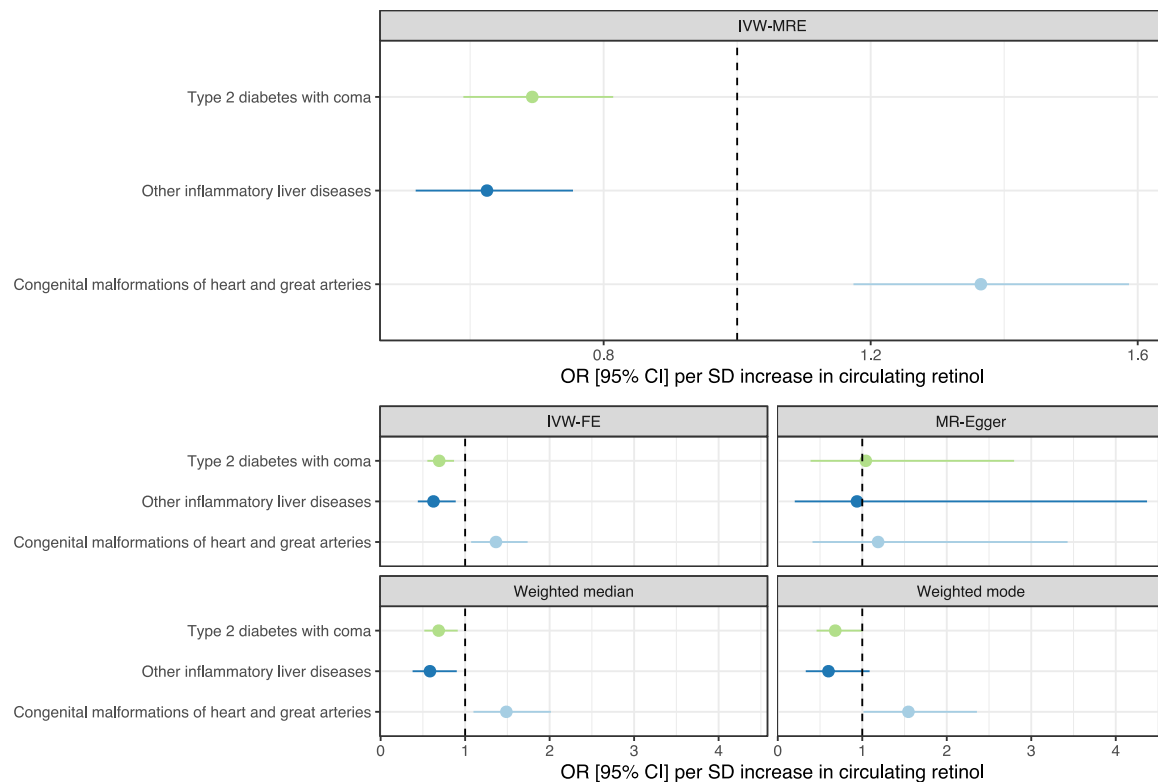 IVW-MRE
Type 2 diabetes with coma
Other inflammatory liver diseases
Congenital malformations of heart and great arteries
0.8 1.2 1.6
OR [95% CI] per SD increase in circulating retinol
IVW-FE MR-Egger
Type 2 diabetes with coma
Other inflammatory liver diseases
Congenital malformations of heart and great arteries
Weighted median Weighted mode
Type 2 diabetes with coma
Other inflammatory liver diseases
Congenital malformations of heart and great arteries
0 1 2 3 4 0 1 2 3 4
OR [95% CI] per SD increase in circulating retinol